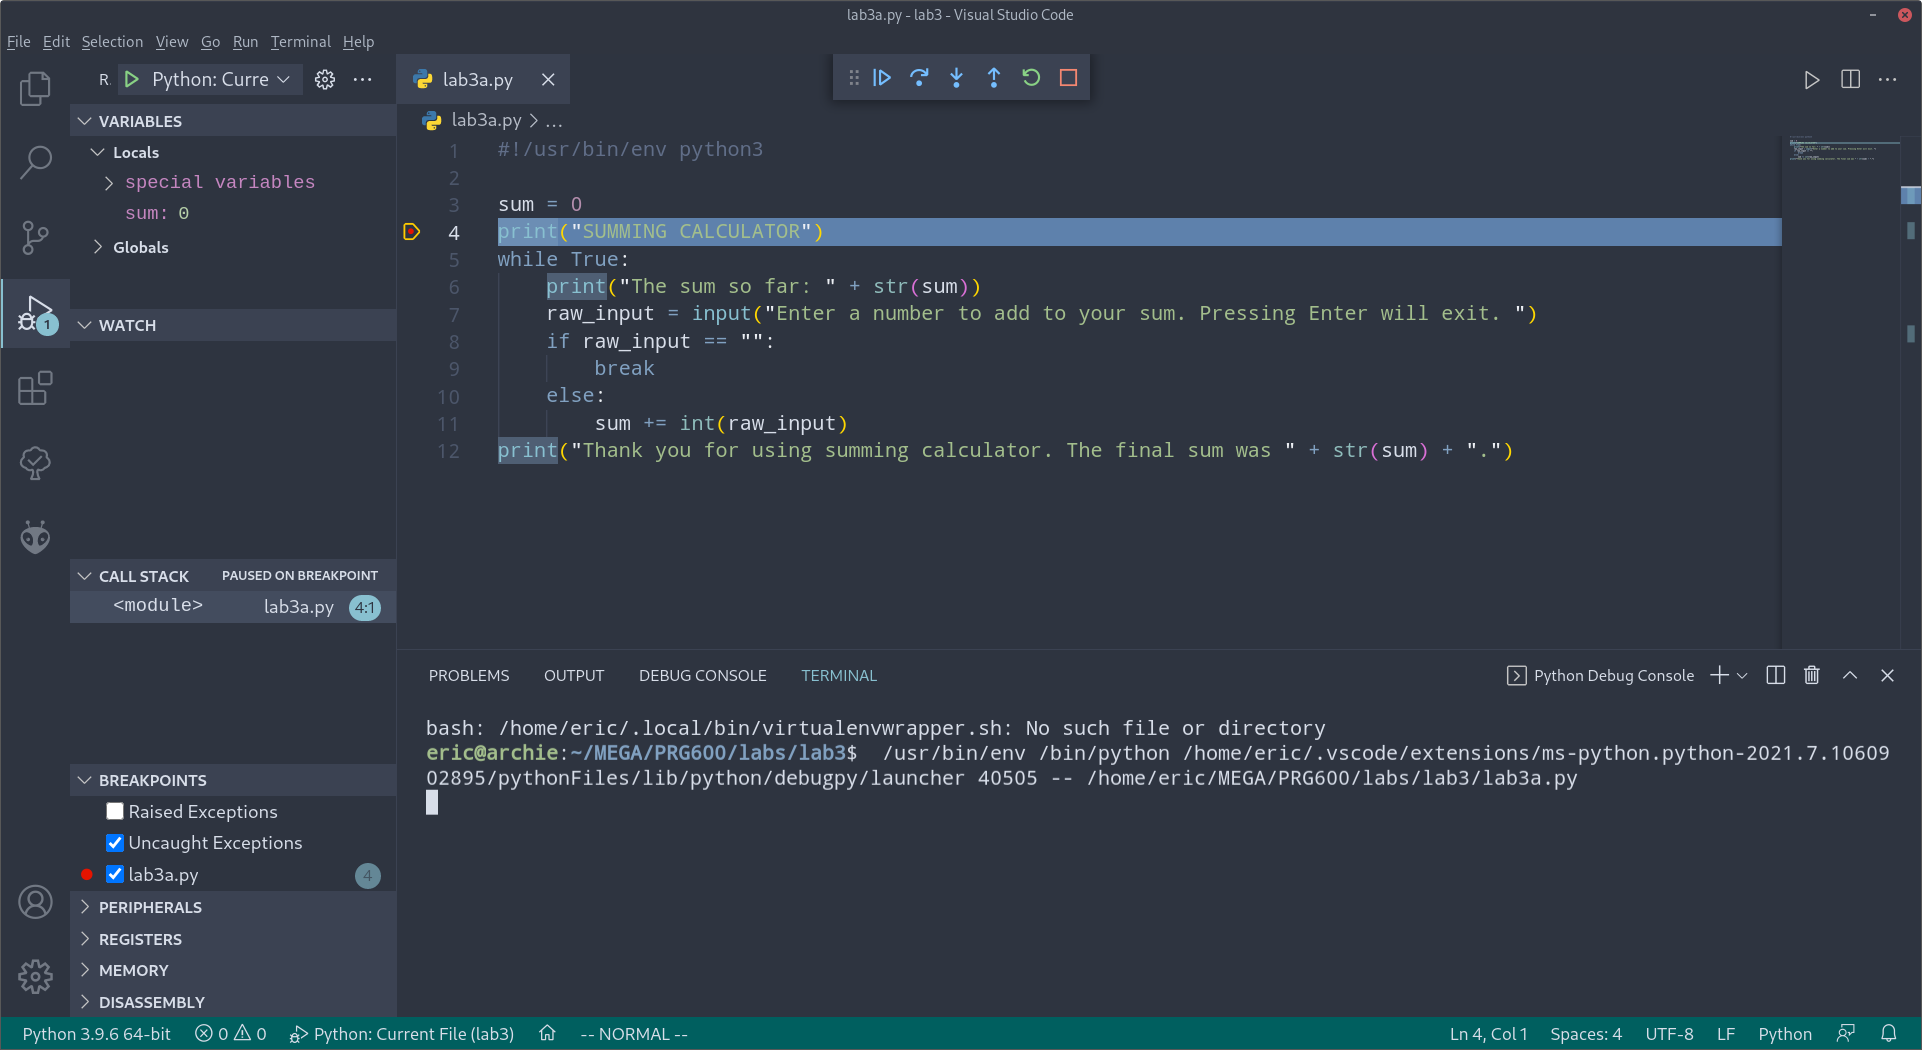 lab3a.py - lab3 - Visual Studio Code
File Edit Selection View Go Run Terminal Help
R. Python: Curre
VARIABLES
Locals
special variables
sum: 0
Globals
1
WATCH
CALL STACK PAUSED ON BREAKPOINT
<module> lab3a.py 4:1
BREAKPOINTS
Raised Exceptions
Uncaught Exceptions
lab3a.py 4
PERIPHERALS
REGISTERS
MEMORY
DISASSEMBLY
lab3a.py
lab3a.py > ...
1 #!/usr/bin/env python3
2
3 sum = 0
4 print("SUMMING CALCULATOR")
5 while True:
6     print("The sum so far: " + str(sum))
7     raw_input = input("Enter a number to add to your sum. Pressing Enter will exit. ")
8     if raw_input == "":
9         break
10     else:
11         sum += int(raw_input)
12 print("Thank you for using summing calculator. The final sum was " + str(sum) + ".")
PROBLEMS OUTPUT DEBUG CONSOLE TERMINAL Python Debug Console
bash: /home/eric/.local/bin/virtualenvwrapper.sh: No such file or directory
eric@archie:~/MEGA/PRG600/labs/lab3$  /usr/bin/env /bin/python /home/eric/.vscode/extensions/ms-python.python-2021.7.10609
02895/pythonFiles/lib/python/debugpy/launcher 40505 -- /home/eric/MEGA/PRG600/labs/lab3/lab3a.py
Python 3.9.6 64-bit 0 0 Python: Current File (lab3) -- NORMAL -- Ln 4, Col 1 Spaces: 4 UTF-8 LF Python